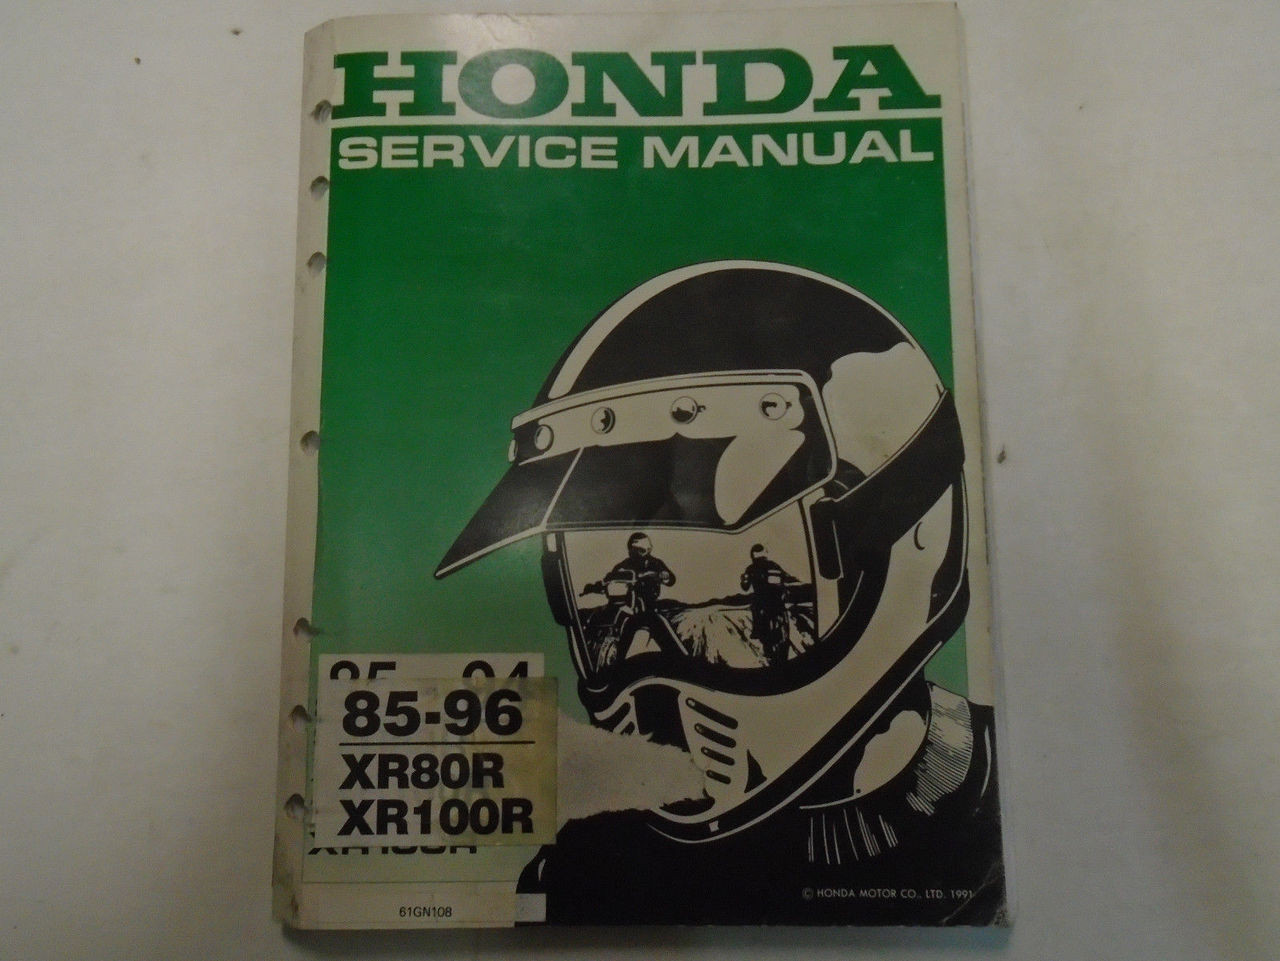 HONDA
SERVICE MANUAL
85-96
XR80R
XR100R
61GN108
© HONDA MOTOR CO., LTD. 1991